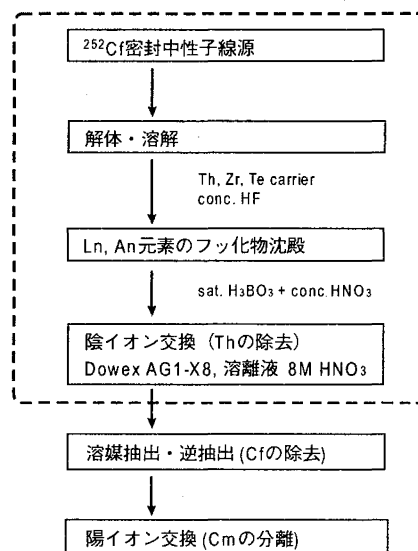 ²⁵²Cf密封中性子線源
解体・溶解
Th, Zr, Te carrier
conc. HF
Ln, An元素のフッ化物沈殿
sat. H₃BO₃ + conc.HNO₃
陰イオン交換（Thの除去）
Dowex AG1-X8, 溶離液 8M HNO₃
溶媒抽出・逆抽出(Cfの除去)
陽イオン交換(Cmの分離)